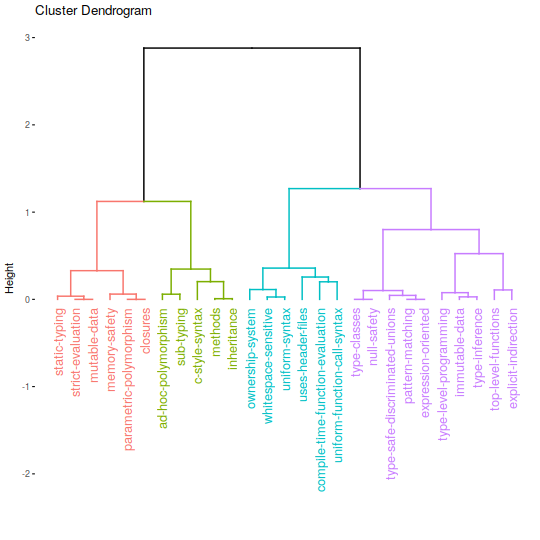 Cluster Dendrogram
Height
3
2
1
0
-1
-2
static-typing
strict-evaluation
mutable-data
memory-safety
parametric-polymorphism
closures
ad-hoc-polymorphism
sub-typing
c-style-syntax
methods
inheritance
ownership-system
whitespace-sensitive
uniform-syntax
uses-header-files
compile-time-function-evaluation
uniform-function-call-syntax
type-classes
null-safety
type-safe-discriminated-unions
pattern-matching
expression-oriented
type-level-programming
immutable-data
type-inference
top-level-functions
explicit-indirection